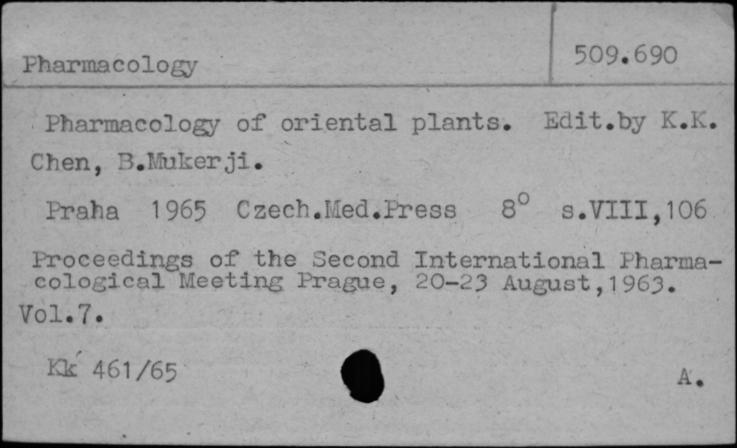 Pharmacology 509.690
Pharmacology of oriental plants. Edit.by K.K.
Chen, B.Mukerji.
Praha 1965 Czech.Med.Press 8° s.VIII,106
Proceedings of the Second International Pharma-
cological Meeting Prague, 20-23 August,1963.
Vol.7.
Kk 461/65 A.